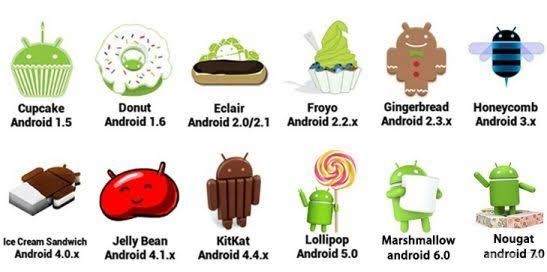 Cupcake
Android 1.5
Donut
Android 1.6
Eclair
Android 2.0/2.1
Froyo
Android 2.2.x
Gingerbread
Android 2.3.x
Honeycomb
Android 3.x
Ice Cream Sandwich
Android 4.0.x
Jelly Bean
Android 4.1.x
KitKat
Android 4.4.x
Lollipop
Android 5.0
Marshmallow
android 6.0
Nougat
android 7.0